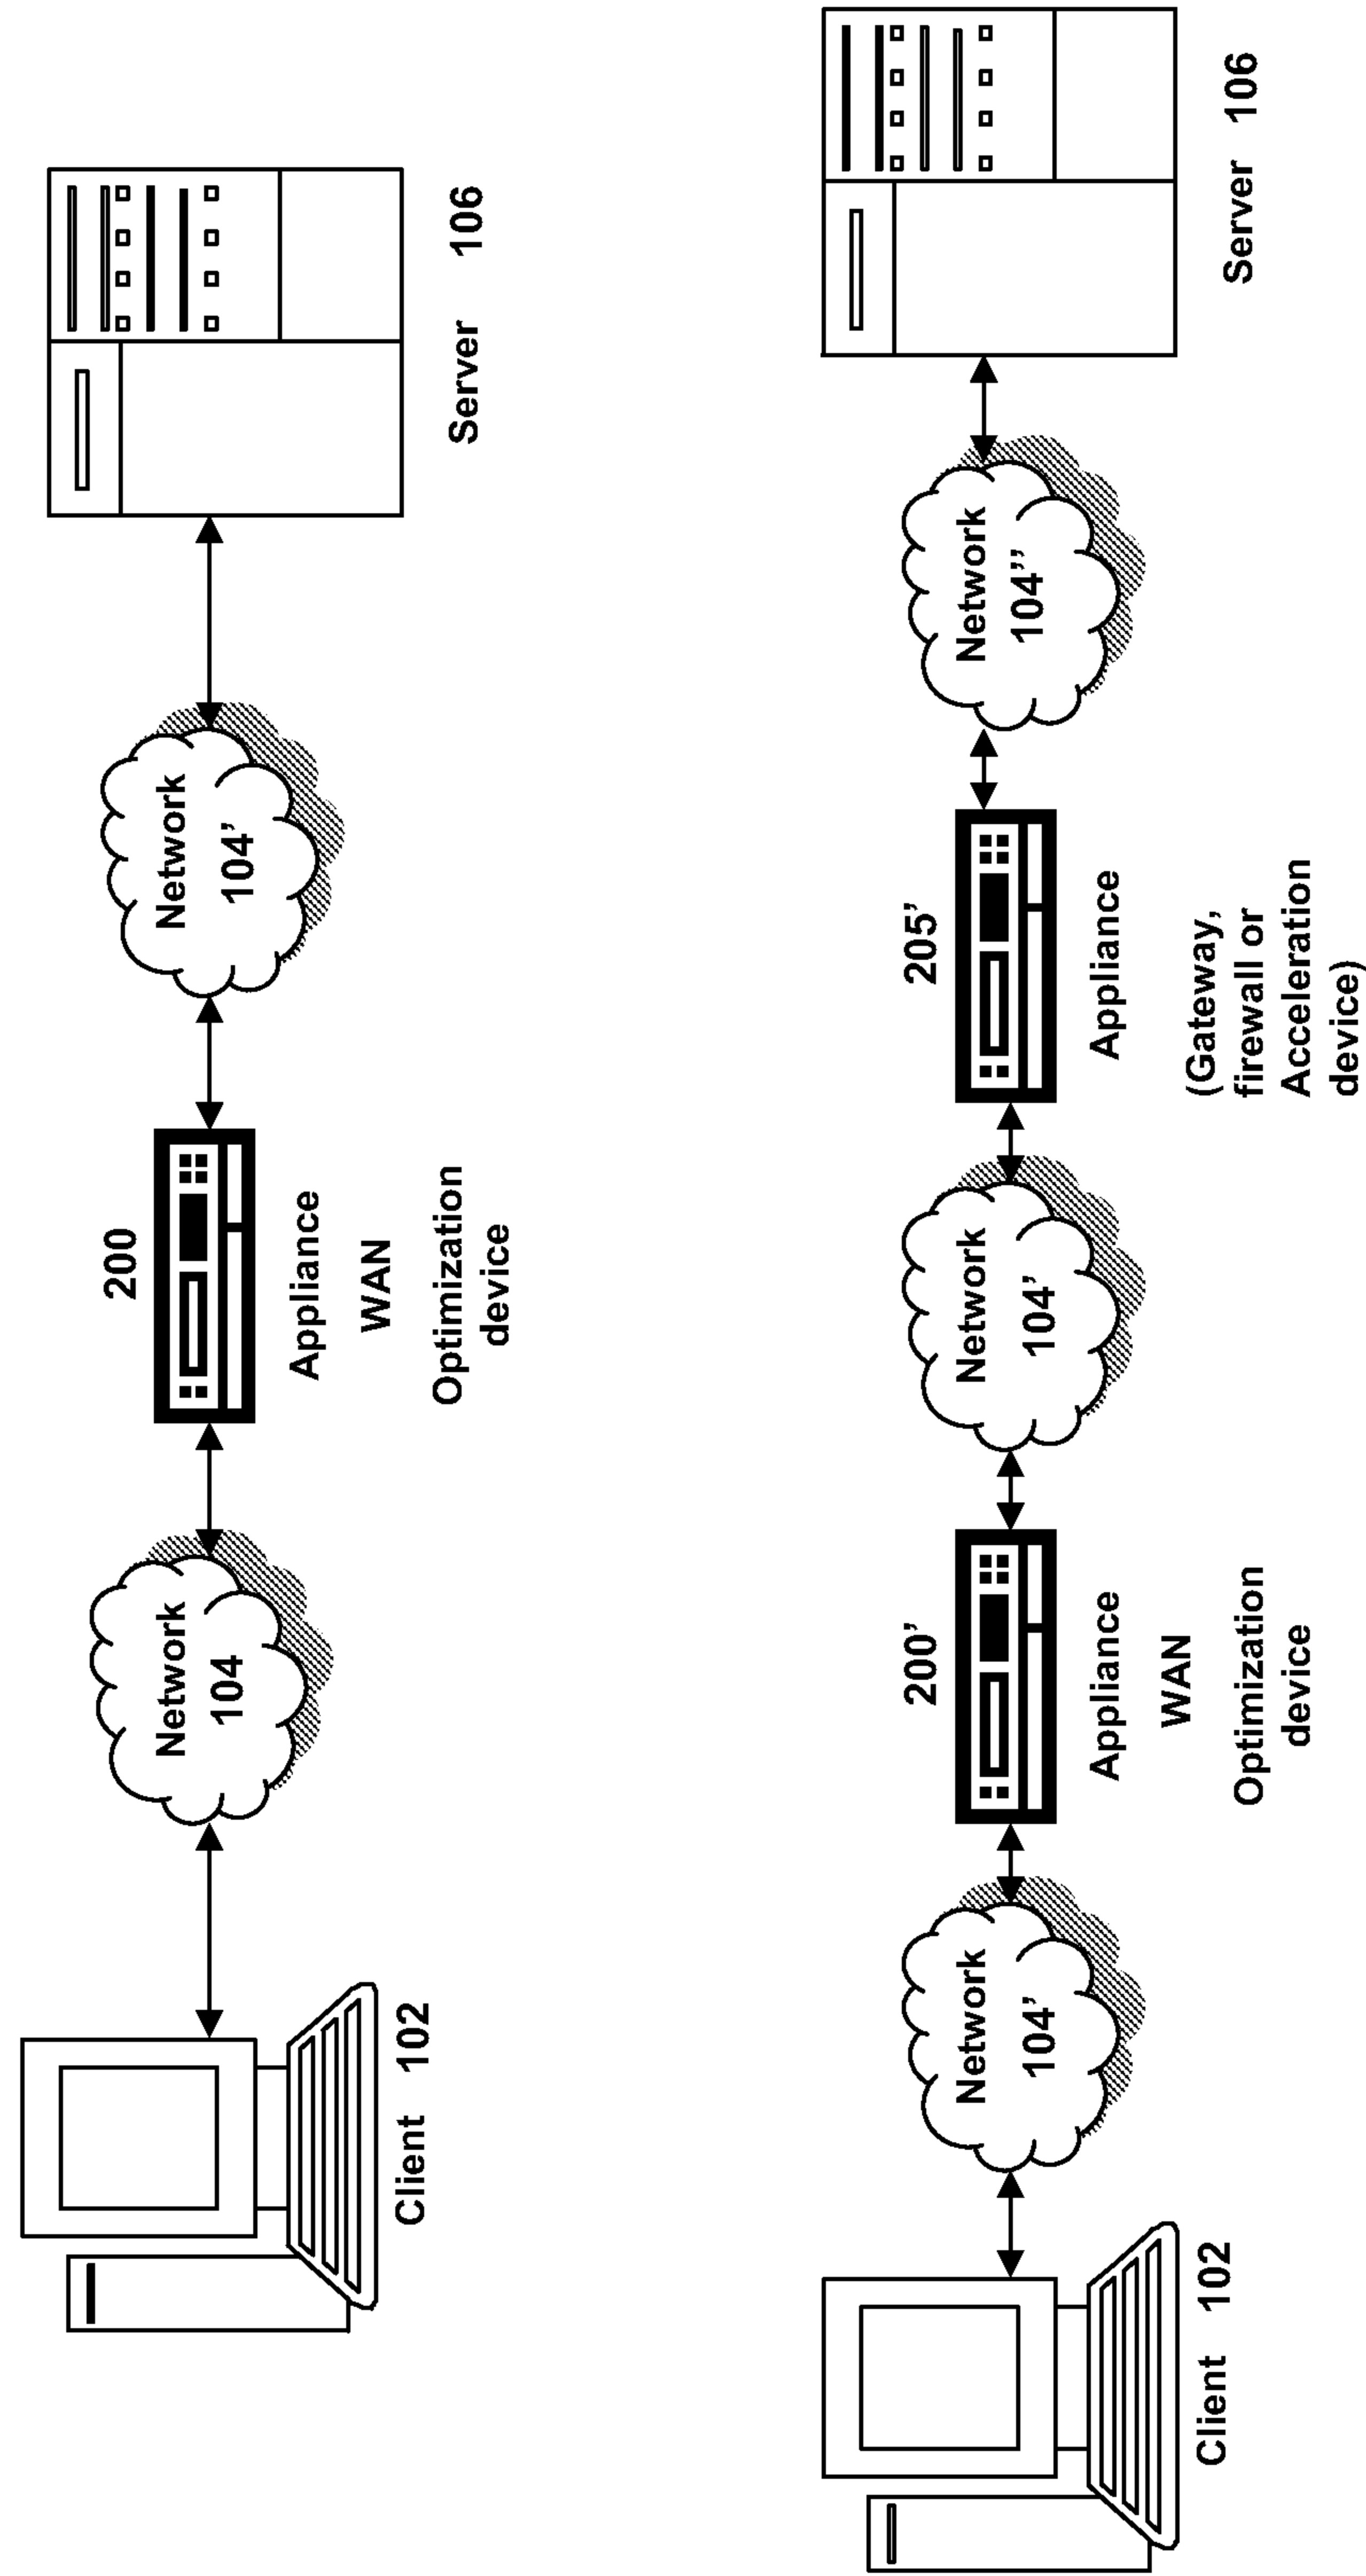 200
200'
205'
Network
104
Network
104'
Appliance
WAN
Optimization
device
Client 102
Server 106
Network
104'
Network
104'
Network
104''
Appliance
WAN
Optimization
device
Appliance
(Gateway,
firewall or
Acceleration
device)
Client 102
Server 106